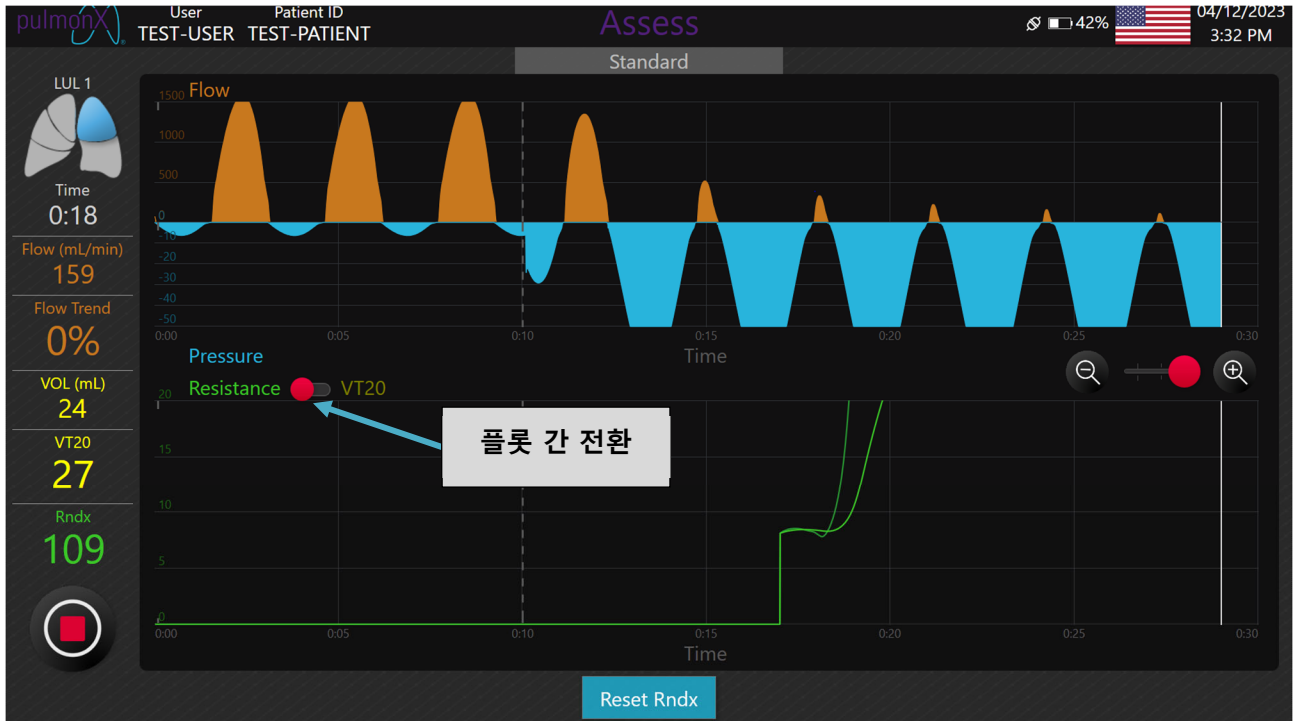 pulmonX
User
TEST-USER
Patient ID
TEST-PATIENT
Assess
42%
04/12/2023
3:32 PM
Standard
LUL 1
Time
0:18
Flow (mL/min)
159
Flow Trend
0%
VOL (mL)
24
VT20
27
Rndx
109
Flow
1500
1000
500
0
-10
-20
-30
-40
-50
0:00 0:05 0:10 0:15 0:20 0:25 0:30
Pressure
Time
Resistance VT20
플롯 간 전환
20
15
10
5
0
0:00 0:05 0:10 0:15 0:20 0:25 0:30
Time
Reset Rndx